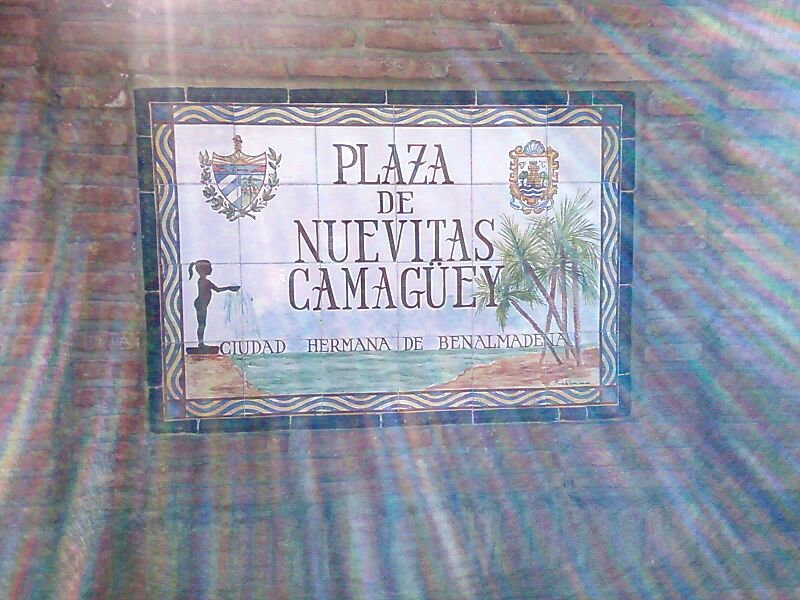 PLAZA
DE
NUEVITAS
CAMAGÜEY
CIUDAD HERMANA DE BENALMADENA